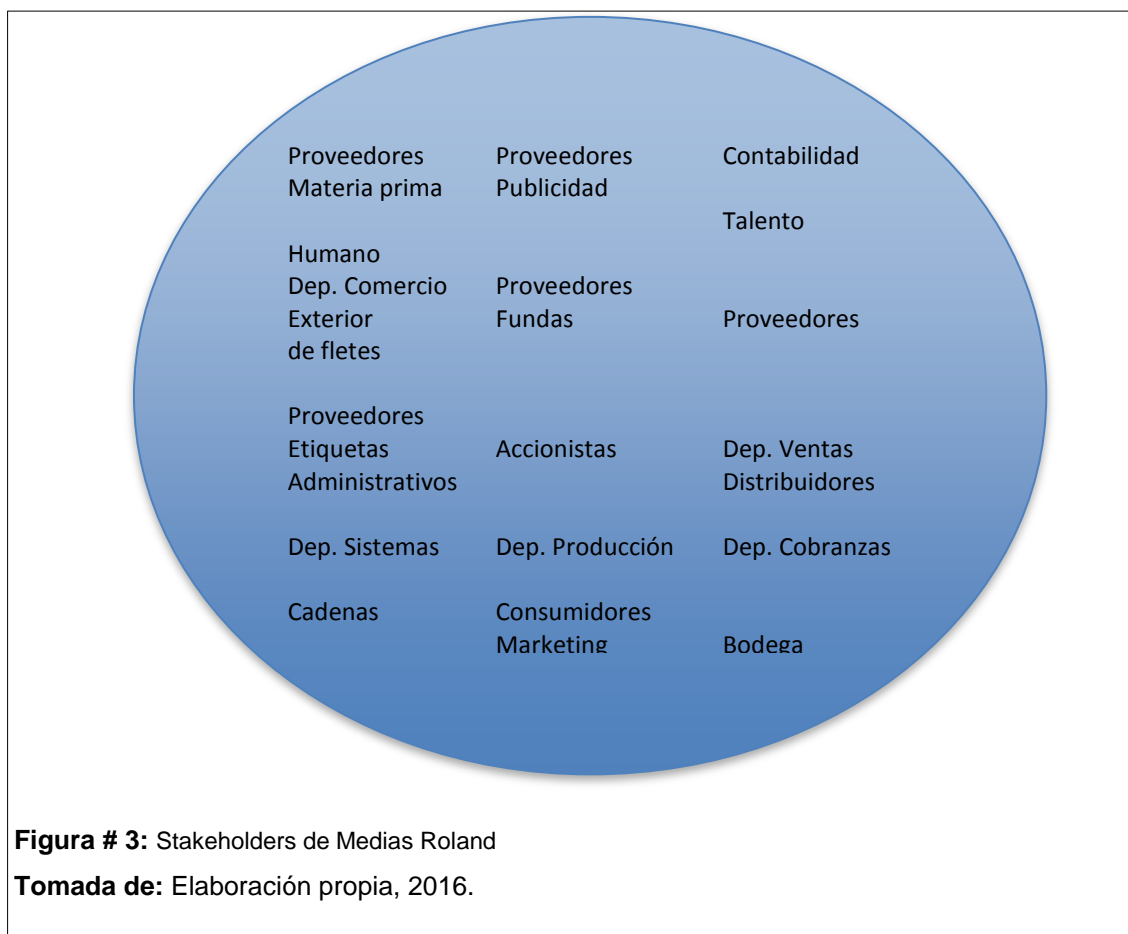 Proveedores Proveedores Contabilidad
Materia prima Publicidad
Talento
Humano
Dep. Comercio Proveedores
Exterior Fundas Proveedores
de fletes
Proveedores
Etiquetas Accionistas Dep. Ventas
Administrativos Distribuidores
Dep. Sistemas Dep. Producción Dep. Cobranzas
Cadenas Consumidores
Marketing Bodega
Figura # 3: Stakeholders de Medias Roland
Tomada de: Elaboración propia, 2016.